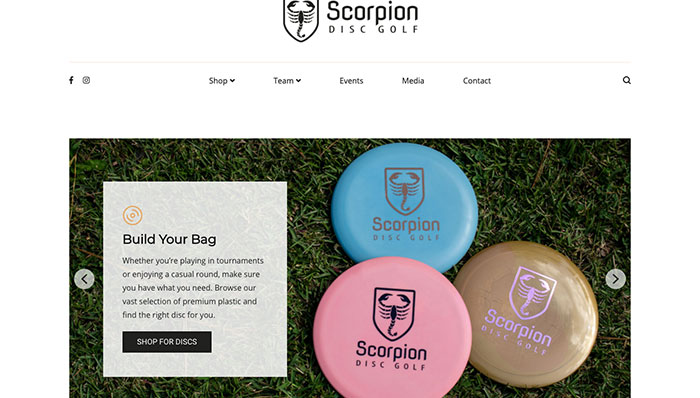 Scorpion
DISC GOLF
Shop
Team
Events
Media
Contact
Build Your Bag
Whether you're playing in tournaments
or enjoying a casual round, make sure
you have what you need. Browse our
vast selection of premium plastic and
find the right disc for you.
SHOP FOR DISCS
Scorpion
DISC GOLF
Scorpion
DISC GOLF
Scorpion
DISC GOLF